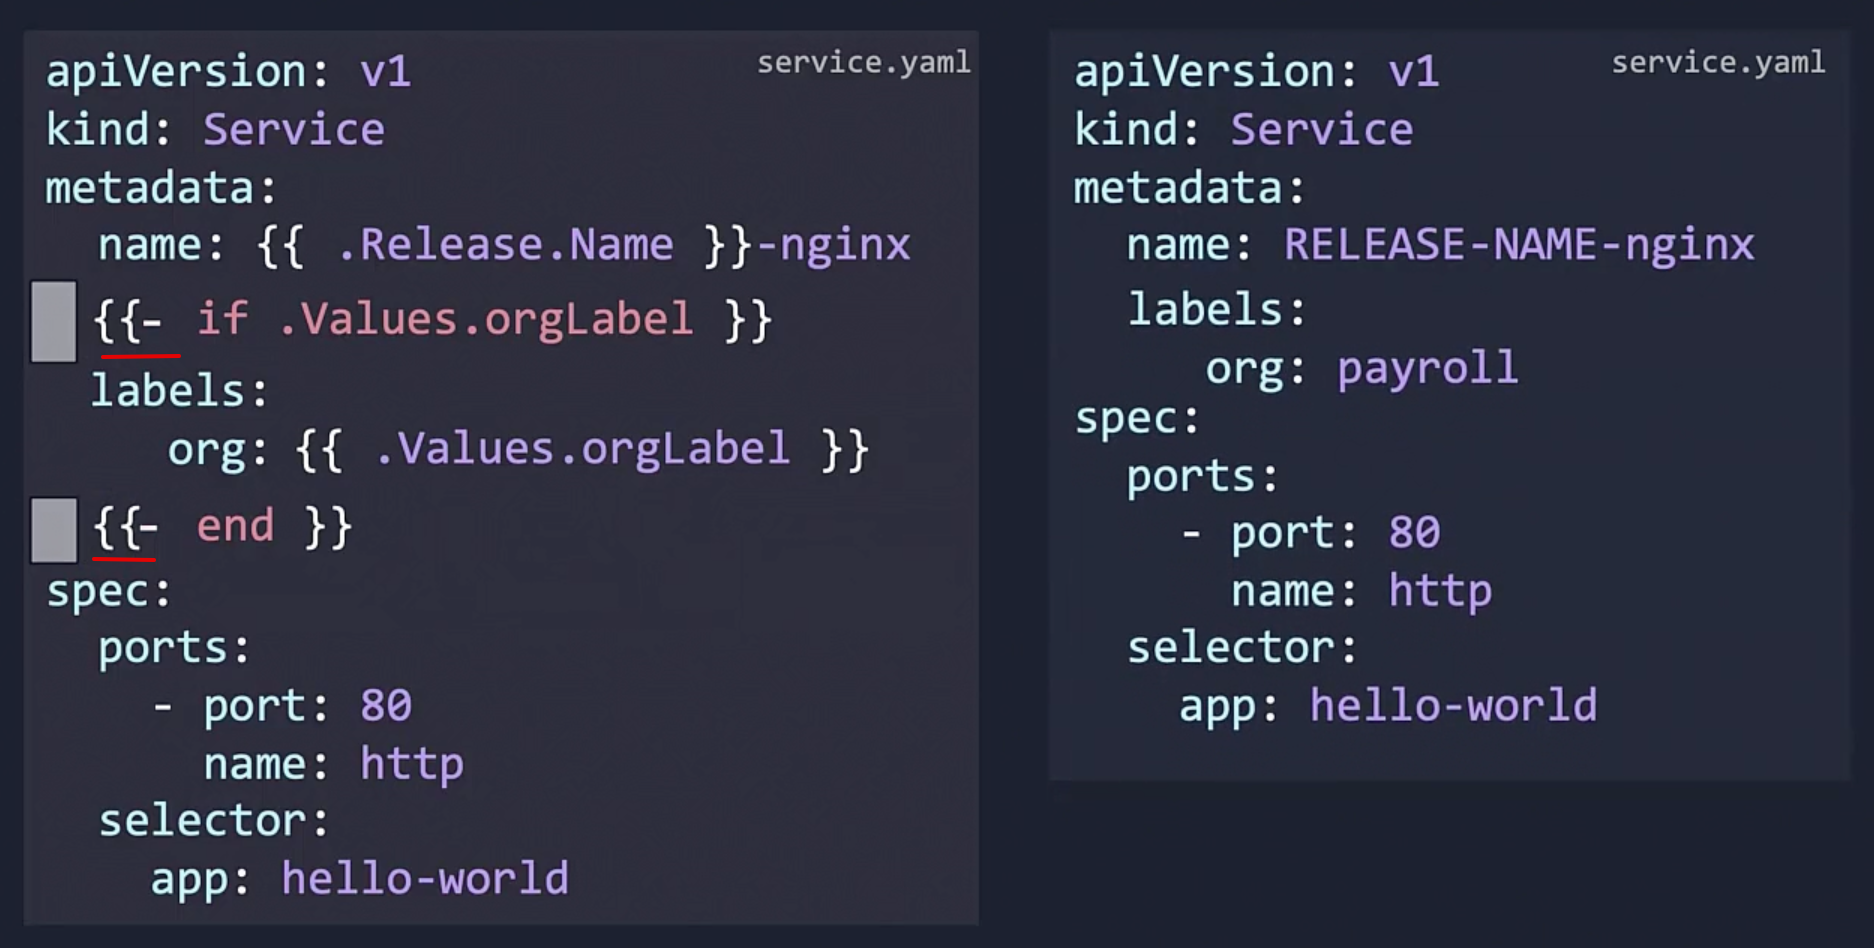 service.yaml
apiVersion: v1
kind: Service
metadata:
  name: {{ .Release.Name }}-nginx
  {{- if .Values.orgLabel }}
  labels:
     org: {{ .Values.orgLabel }}
  {{- end }}
spec:
  ports:
    - port: 80
      name: http
  selector:
    app: hello-world
service.yaml
apiVersion: v1
kind: Service
metadata:
  name: RELEASE-NAME-nginx
  labels:
     org: payroll
spec:
  ports:
    - port: 80
      name: http
  selector:
    app: hello-world